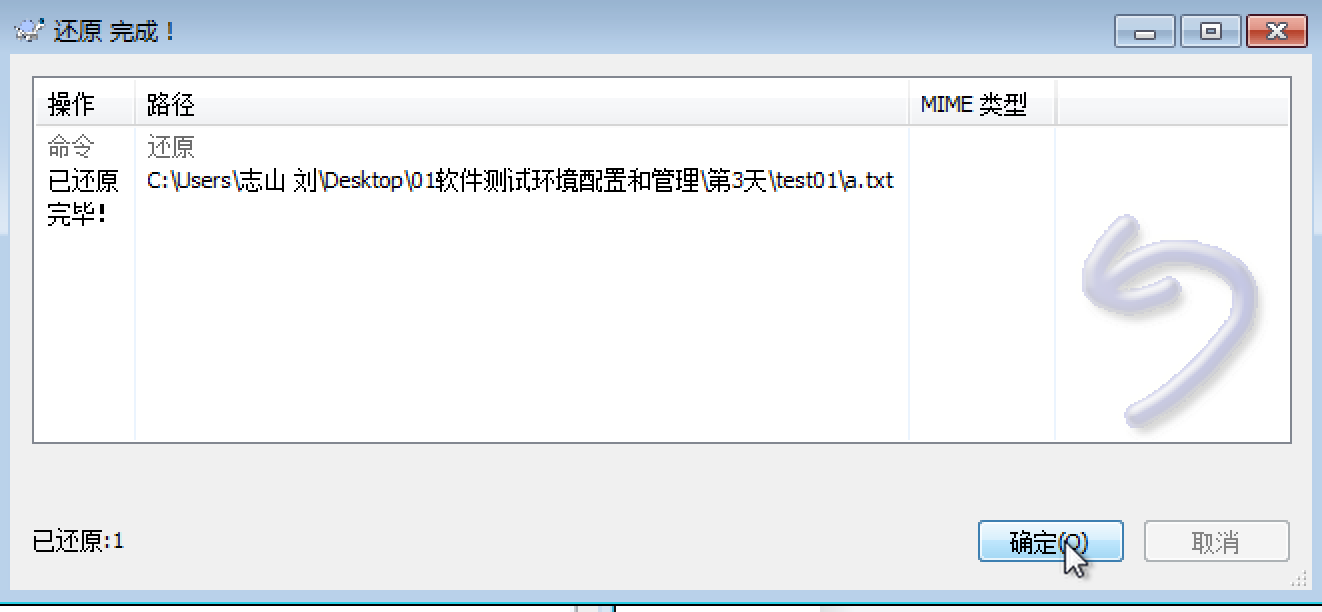 还原 完成！
操作 路径 MIME 类型
命令 还原
已还原 C:\Users\志山 刘\Desktop\01软件测试环境配置和管理\第3天\test01\a.txt
完毕!
已还原:1
确定(O) 取消